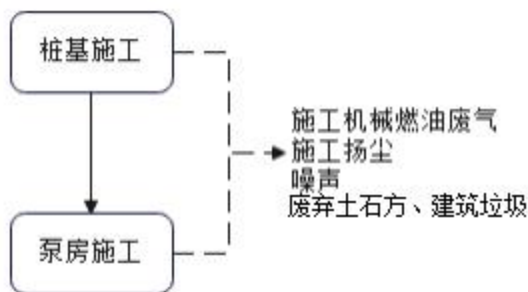 桩基施工
施工机械燃油废气
施工扬尘
噪声
废弃土石方、建筑垃圾
泵房施工